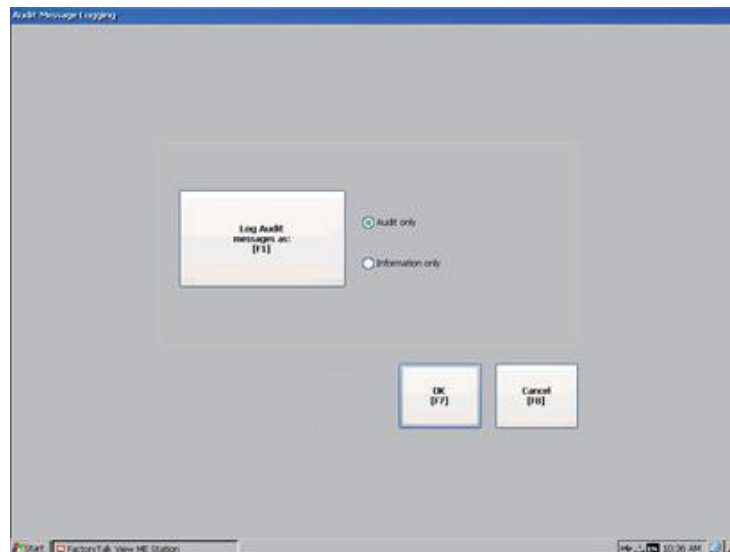 Audit Message Logging
Log Audit
messages as:
[F1]
Audit only
Information only
OK
[F7]
Cancel
[F8]
Start
FactoryTalk View ME Station
10:36 AM